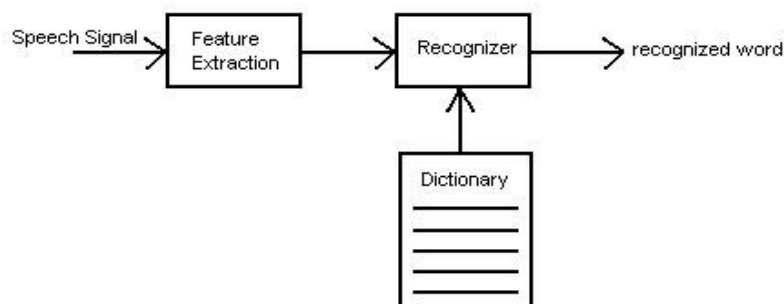 Speech Signal
Feature
Extraction
Recognizer
recognized word
Dictionary